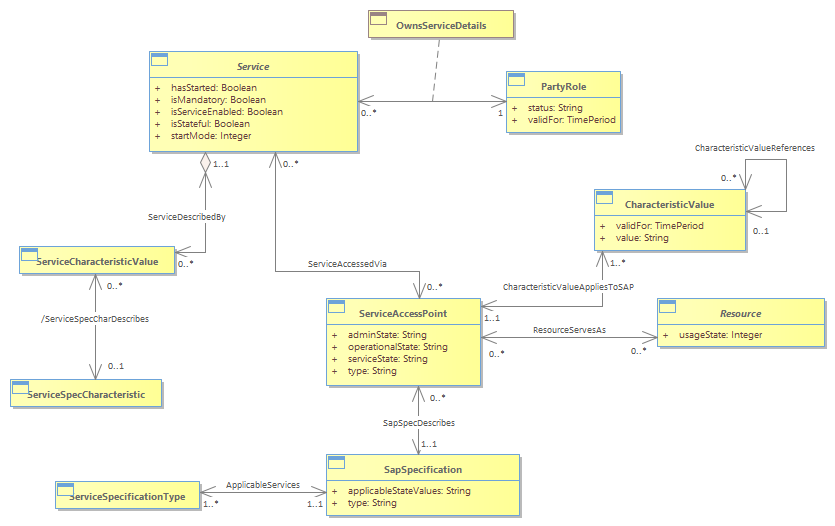 OwnsServiceDetails
Service
+ hasStarted: Boolean
+ isMandatory: Boolean
+ isServiceEnabled: Boolean
+ isStateful: Boolean
+ startMode: Integer
PartyRole
+ status: String
+ validFor: TimePeriod
0..*
1
1..1
0..*
CharacteristicValueReferences
0..*
CharacteristicValue
+ validFor: TimePeriod
+ value: String
0..1
ServiceDescribedBy
ServiceCharacteristicValue
0..*
0..*
/ServiceSpecCharDescribes
0..1
ServiceSpecCharacteristic
ServiceAccessedVia
0..*
1..*
CharacteristicValueAppliesToSAP
1..1
ServiceAccessPoint
+ adminState: String
+ operationalState: String
+ serviceState: String
+ type: String
ResourceServesAs
0..*
0..*
Resource
+ usageState: Integer
0..*
SapSpecDescribes
1..1
SapSpecification
+ applicableStateValues: String
+ type: String
ApplicableServices
1..*
1..1
ServiceSpecificationType